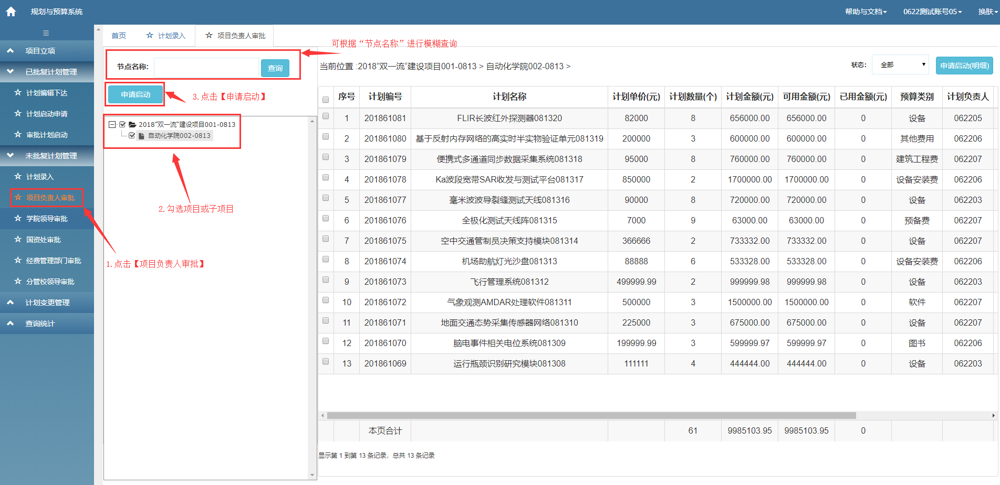 规划与预算系统 帮助与文档 0622测试账号05 换肤
首页 计划录入 项目负责人审批
项目立项
已批复计划管理
计划编辑下达
计划启动申请
审批计划启动
未批复计划管理
计划录入
项目负责人审批
学院领导审批
国资处审批
经费管理部门审批
分管校领导审批
计划变更管理
查询统计
可根据“节点名称”进行模糊查询
节点名称: 查询
申请启动
3.点击【申请启动】
2018"双一流"建设项目001-0813
自动化学院002-0813
2.勾选项目或子项目
1.点击【项目负责人审批】
当前位置 :2018”双一流“建设项目001-0813 > 自动化学院002-0813 >
状态: 全部 申请启动(明细)
序号 计划编号 计划名称 计划单价(元) 计划数量(个) 计划金额(元) 可用金额(元) 已用金额(元) 预算类别 计划负责人
1 201861081 FLIR长波红外探测器081320 82000 8 656000.00 656000.00 0 设备 062205
2 201861080 基于反射内存网络的高实时半实物验证单元081319 200000 3 600000.00 600000.00 0 其他费用 062206
3 201861079 便携式多通道同步数据采集系统081318 95000 8 760000.00 760000.00 0 建筑工程费 062207
4 201861078 Ka波段宽带SAR收发与测试平台081317 850000 2 1700000.00 1700000.00 0 设备安装费 062206
5 201861077 毫米波波导裂缝测试天线081316 90000 8 720000.00 720000.00 0 设备 062203
6 201861076 全极化测试天线阵081315 7000 9 63000.00 63000.00 0 预备费 062207
7 201861075 空中交通管制员决策支持模块081314 366666 2 733332.00 733332.00 0 设备 062207
8 201861074 机场助航灯光沙盘081313 88888 6 533328.00 533328.00 0 设备安装费 062206
9 201861073 飞行管理系统081312 499999.99 2 999999.98 999999.98 0 设备 062203
10 201861072 气象观测AMDAR处理软件081311 500000 3 1500000.00 1500000.00 0 软件 062207
11 201861071 地面交通态势采集传感器网络081310 225000 3 675000.00 675000.00 0 设备 062207
12 201861070 脑电事件相关电位系统081309 199999.99 3 599999.97 599999.97 0 图书 062206
13 201861069 运行瓶颈识别研究模块081308 111111 4 444444.00 444444.00 0 设备 062203
本页合计 61 9985103.95 9985103.95 0
显示第 1 到第 13 条记录，总共 13 条记录